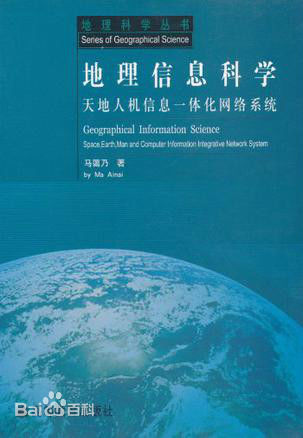 地理科学丛书
Series of Geographical Science
地理信息科学
天地人机信息一体化网络系统
Geographical Information Science
Space,Earth,Man and Computer Information Integrative Network System
马蔼乃 著
by Ma Ainai
Bai百科
版社